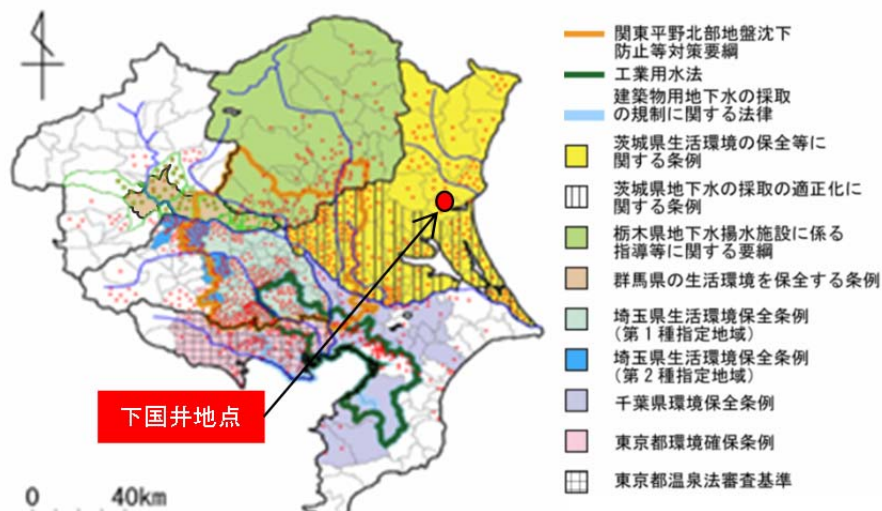 関東平野北部地盤沈下
防止等対策要綱
工業用水法
建築物用地下水の採取
の規制に関する法律
茨城県生活環境の保全等に
関する条例
茨城県地下水の採取の適正化に
関する条例
栃木県地下水揚水施設に係る
指導等に関する要綱
群馬県の生活環境を保全する条例
埼玉県生活環境保全条例
(第1種指定地域)
埼玉県生活環境保全条例
(第2種指定地域)
千葉県環境保全条例
東京都環境確保条例
東京都温泉法審査基準
下国井地点
0 40km